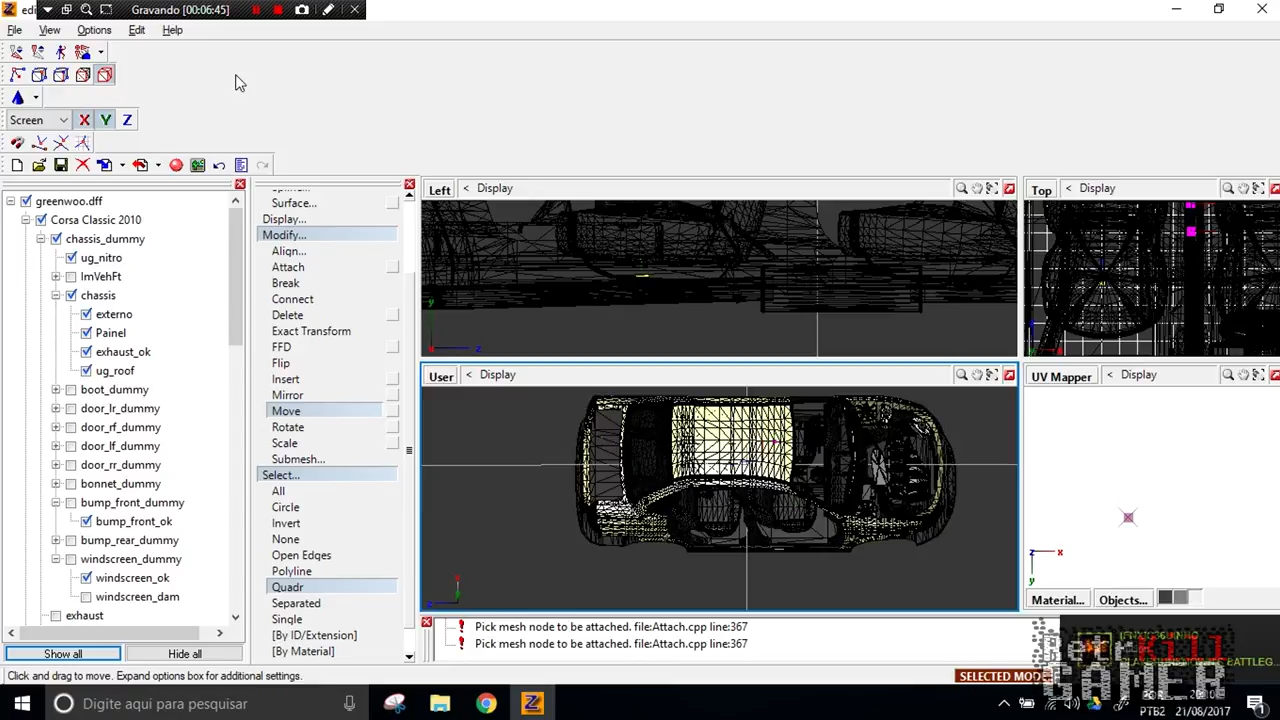 edi
Gravando [00:06:45]
File View Options Edit Help
Screen X Y Z
greenwoo.dff
Corsa Classic 2010
chassis_dummy
ug_nitro
ImVehFt
chassis
externo
Painel
exhaust_ok
ug_roof
boot_dummy
door_lr_dummy
door_rf_dummy
door_lf_dummy
door_rr_dummy
bonnet_dummy
bump_front_dummy
bump_front_ok
bump_rear_dummy
windscreen_dummy
windscreen_ok
windscreen_dam
exhaust
Show all Hide all
Surface...
Display...
Modify...
Align...
Attach
Break
Connect
Delete
Exact Transform
FFD
Flip
Insert
Mirror
Move
Rotate
Scale
Submesh...
Select...
All
Circle
Invert
None
Open Edges
Polyline
Quadr
Separated
Single
[By ID/Extension]
[By Material]
Left < Display
y
x z
Top < Display
User < Display
UV Mapper < Display
z x
y
Material... Objects...
Pick mesh node to be attached. file:Attach.cpp line:367
Pick mesh node to be attached. file:Attach.cpp line:367
Click and drag to move. Expand options box for additional settings.
SELECTED MOD
GAMER
Digite aqui para pesquisar
PTB2 21/08/2017
1